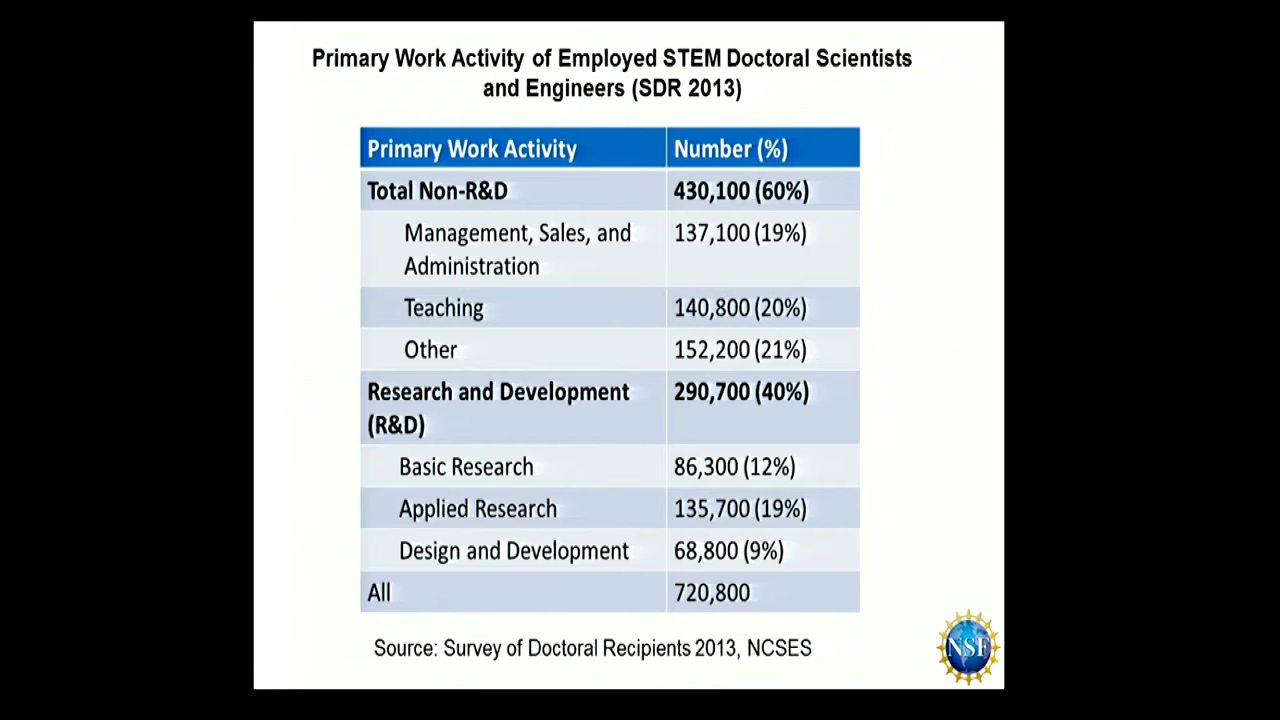 Primary Work Activity of Employed STEM Doctoral Scientists
and Engineers (SDR 2013)
Primary Work Activity Number (%)
Total Non-R&D 430,100 (60%)
Management, Sales, and 137,100 (19%)
Administration
Teaching 140,800 (20%)
Other 152,200 (21%)
Research and Development 290,700 (40%)
(R&D)
Basic Research 86,300 (12%)
Applied Research 135,700 (19%)
Design and Development 68,800 (9%)
All 720,800
Source: Survey of Doctoral Recipients 2013, NCSES
NSF